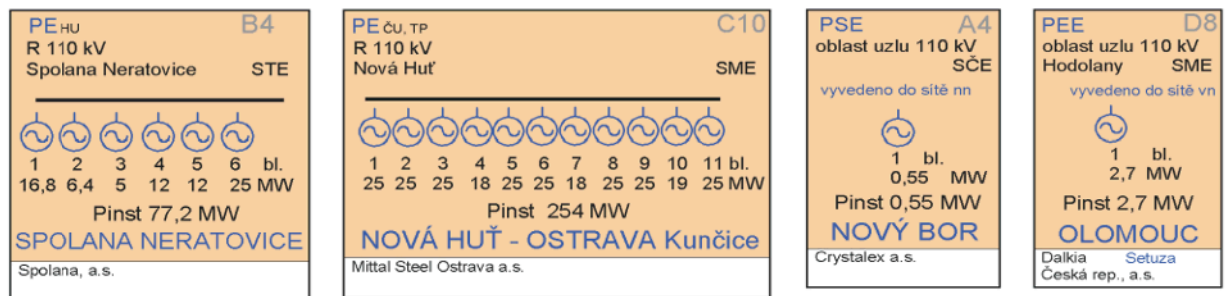 PE HU B4
R 110 kV
Spolana Neratovice STE
1 2 3 4 5 6 bl.
16,8 6,4 5 12 12 25 MW
Pinst 77,2 MW
SPOLANA NERATOVICE
Spolana, a.s.
PE ČU, TP C10
R 110 kV
Nová Huť SME
1 2 3 4 5 6 7 8 9 10 11 bl.
25 25 25 18 25 25 18 25 25 19 25 MW
Pinst 254 MW
NOVÁ HUŤ - OSTRAVA Kunčice
Mittal Steel Ostrava a.s.
PSE A4
oblast uzlu 110 kV
SČE
vyvedeno do sítě nn
1 bl.
0,55 MW
Pinst 0,55 MW
NOVÝ BOR
Crystalex a.s.
PEE D8
oblast uzlu 110 kV
Hodolany SME
vyvedeno do sítě vn
1 bl.
2,7 MW
Pinst 2,7 MW
OLOMOUC
Dalkia Setuza
Česká rep., a.s.